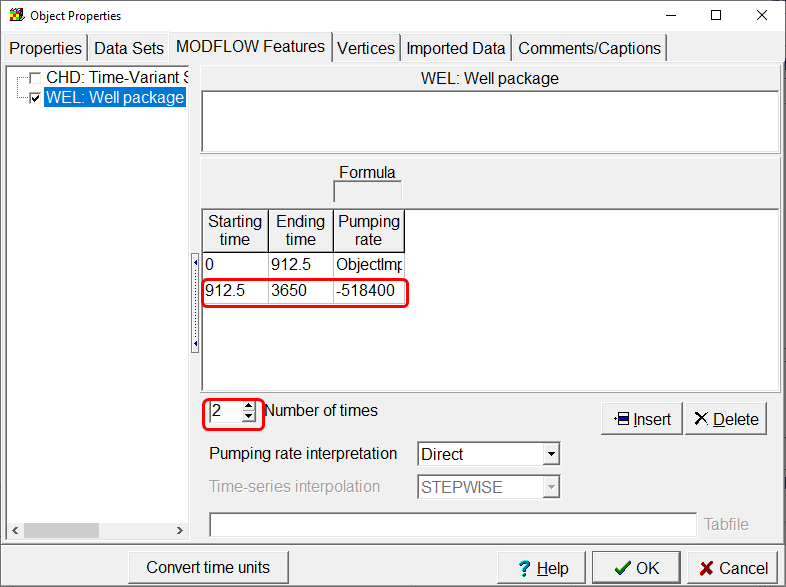 Object Properties
Properties Data Sets MODFLOW Features Vertices Imported Data Comments/Captions
CHD: Time-Variant S
WEL: Well package
WEL: Well package
Formula
Starting time Ending time Pumping rate
0 912.5 ObjectImp
912.5 3650 -518400
2 Number of times
Insert Delete
Pumping rate interpretation Direct
Time-series interpolation STEPWISE
Tabfile
Convert time units Help OK Cancel